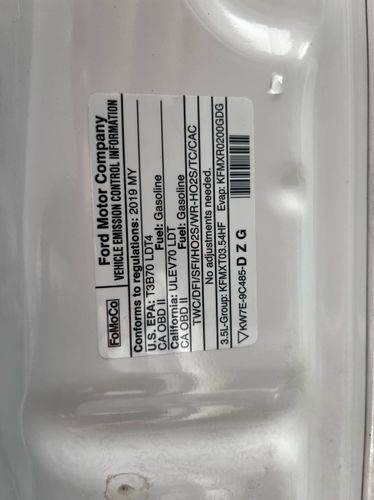 FoMoCo
Ford Motor Company
VEHICLE EMISSION CONTROL INFORMATION
Conforms to regulations: 2019 MY
U.S. EPA: T3B70 LDT4
CA OBD II Fuel: Gasoline
California: ULEV70 LDT
CA OBD II Fuel: Gasoline
TWC/DFI/SFI/HO2S/WR-HO2S/TC/CAC
No adjustments needed.
3.5L-Group: KFMXT03.54HF Evap: KFMXR0200GDG
KW7E-9C485-DZG